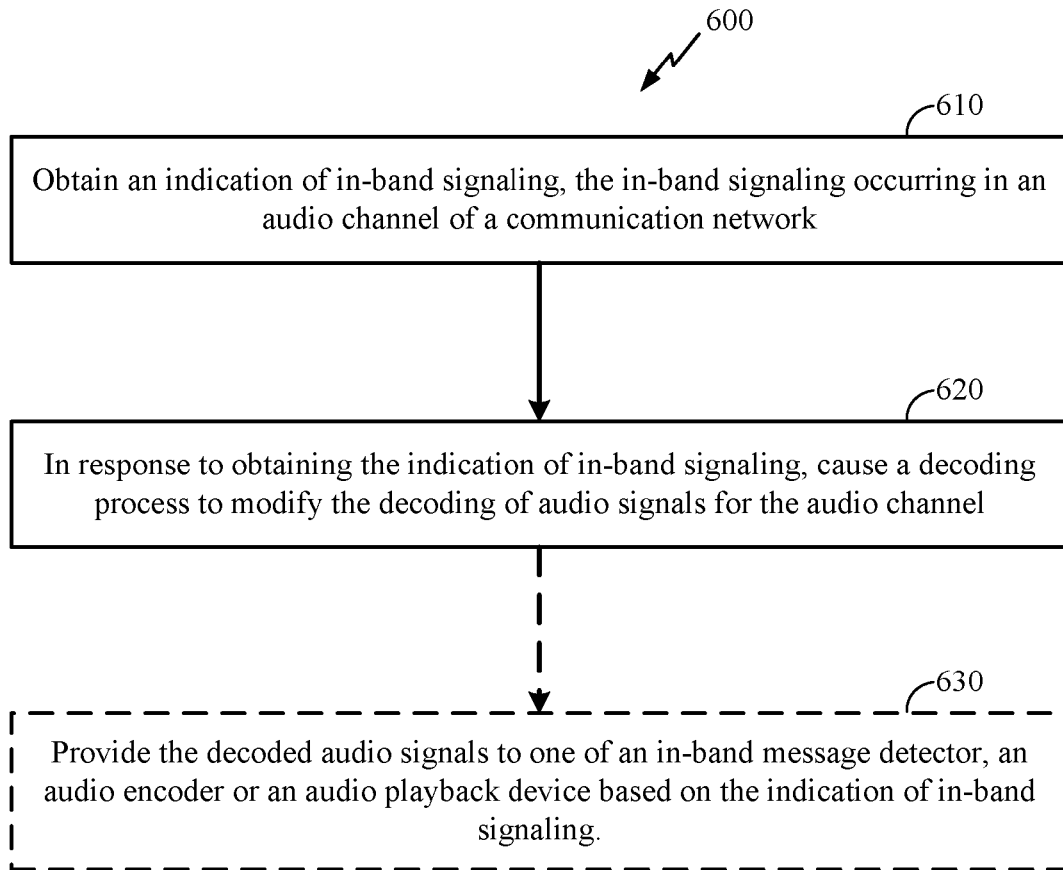 600
610
Obtain an indication of in-band signaling, the in-band signaling occurring in an
audio channel of a communication network
620
In response to obtaining the indication of in-band signaling, cause a decoding
process to modify the decoding of audio signals for the audio channel
630
Provide the decoded audio signals to one of an in-band message detector, an
audio encoder or an audio playback device based on the indication of in-band
signaling.